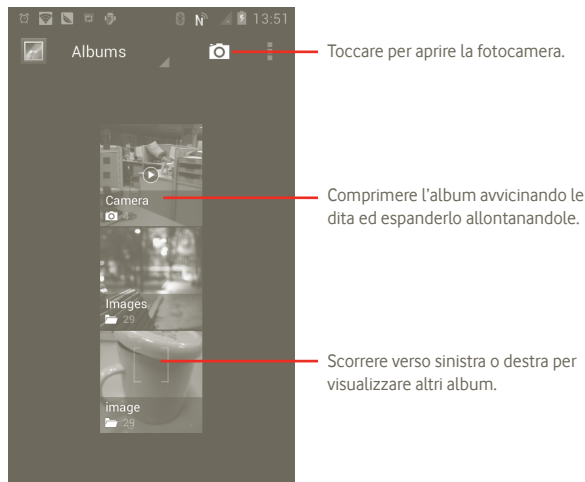 13:51
Albums
Toccare per aprire la fotocamera.
Camera
Comprimere l'album avvicinando le
dita ed espanderlo allontanandole.
Images
29
Scorrere verso sinistra o destra per
visualizzare altri album.
image
29